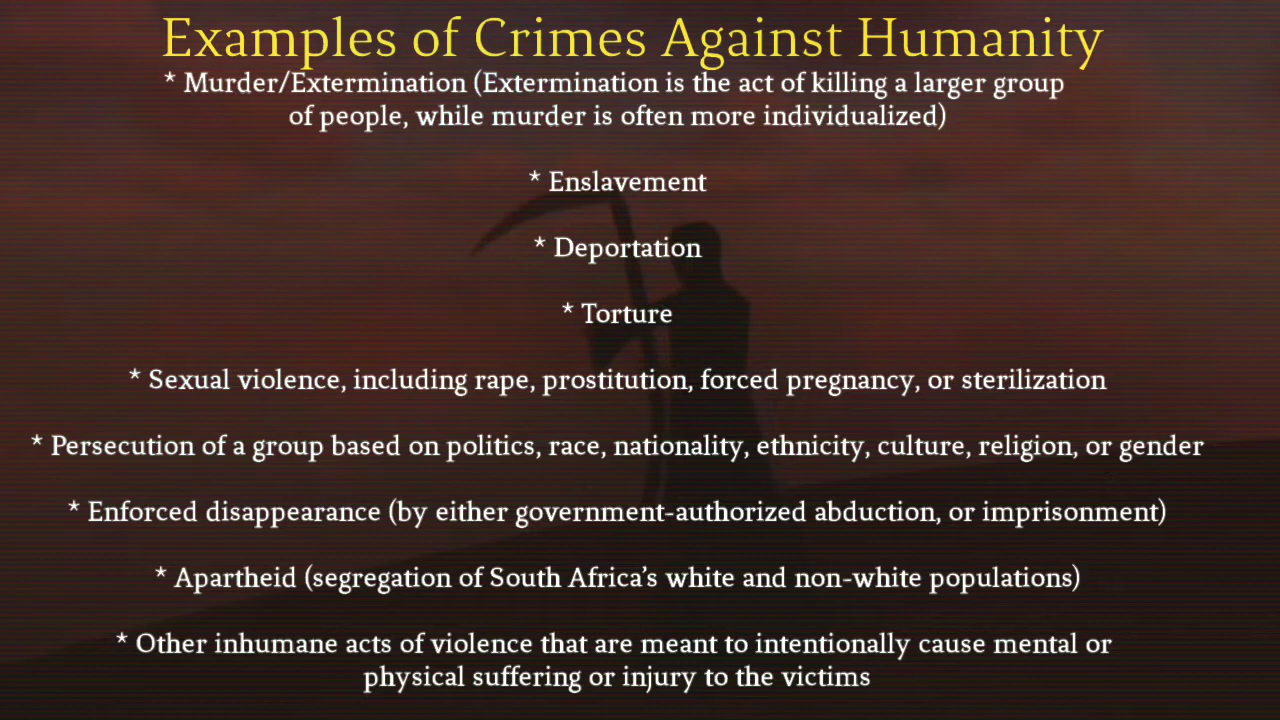 Examples of Crimes Against Humanity
* Murder/Extermination (Extermination is the act of killing a larger group
of people, while murder is often more individualized)
* Enslavement
* Deportation
* Torture
* Sexual violence, including rape, prostitution, forced pregnancy, or sterilization
* Persecution of a group based on politics, race, nationality, ethnicity, culture, religion, or gender
* Enforced disappearance (by either government-authorized abduction, or imprisonment)
* Apartheid (segregation of South Africa's white and non-white populations)
* Other inhumane acts of violence that are meant to intentionally cause mental or
physical suffering or injury to the victims